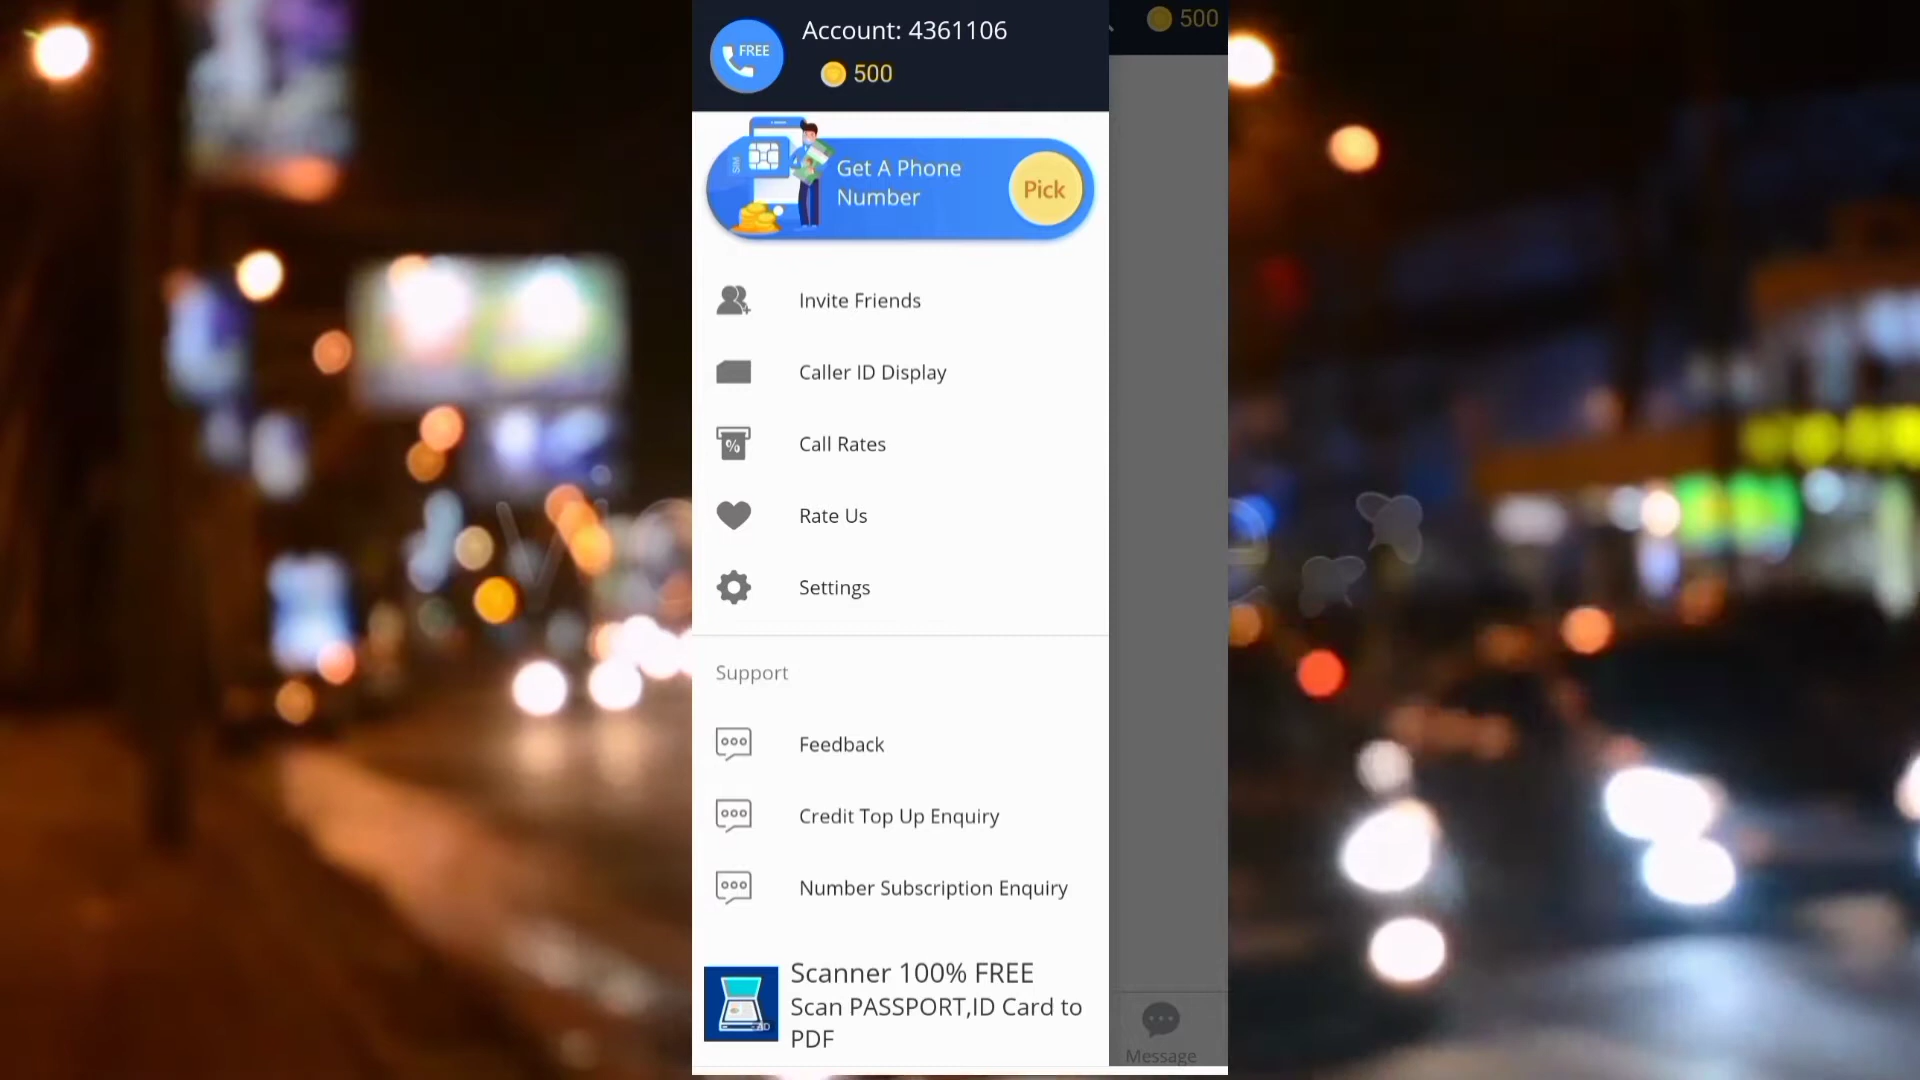 FREE
Account: 4361106
500
500
SIM
Get A Phone
Number
Pick
Invite Friends
Caller ID Display
%
Call Rates
Rate Us
Settings
Support
Feedback
Credit Top Up Enquiry
Number Subscription Enquiry
Scanner 100% FREE
Scan PASSPORT,ID Card to
PDF
Message